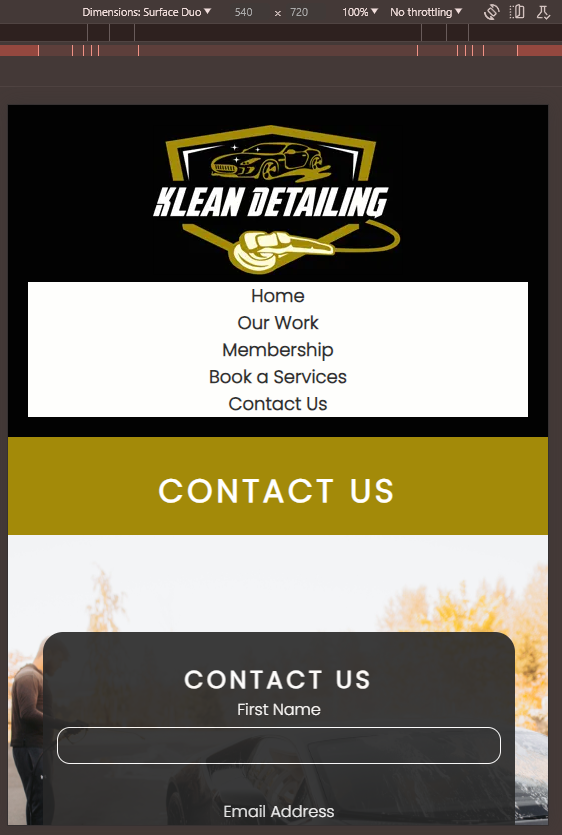 Dimensions: Surface Duo 540 x 720 100% No throttling
KLEAN DETAILING
Home
Our Work
Membership
Book a Services
Contact Us
CONTACT US
CONTACT US
First Name
Email Address